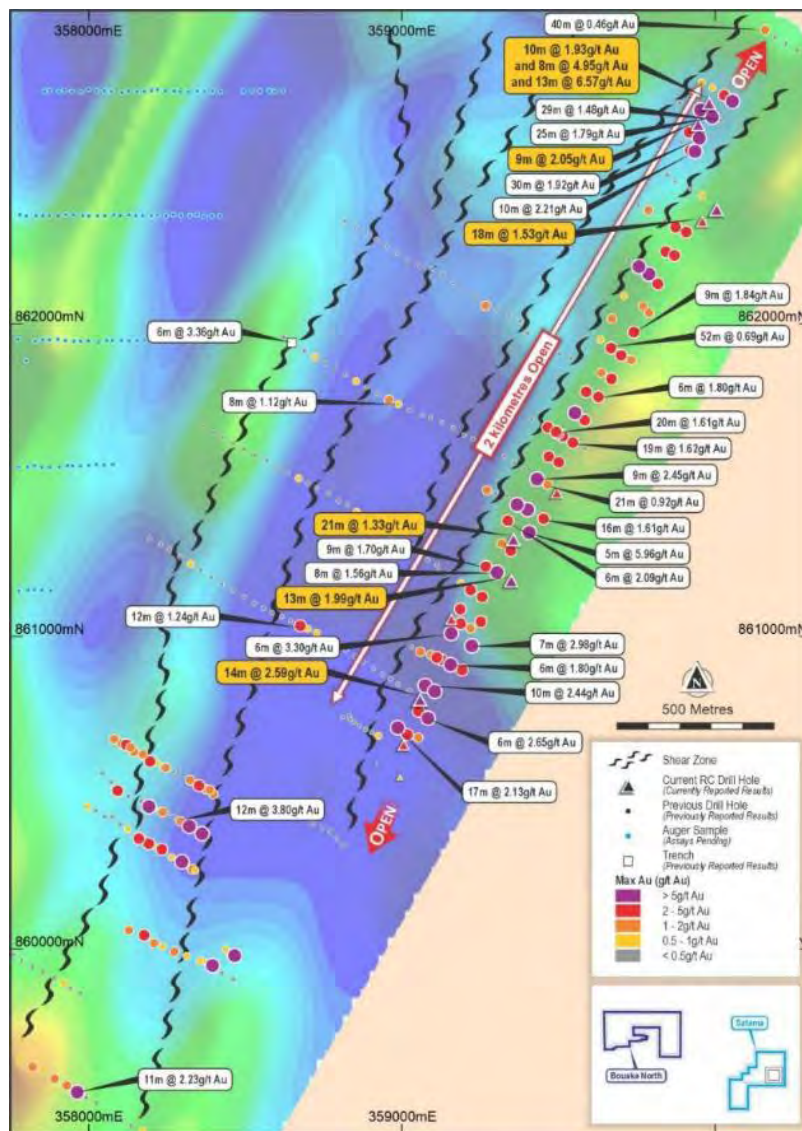 358000mE
359000mE
40m @ 0.46g/t Au
10m @ 1.93g/t Au
and 8m @ 4.95g/t Au
and 13m @ 6.57g/t Au
OPEN
29m @ 1.48g/t Au
25m @ 1.79g/t Au
9m @ 2.05g/t Au
30m @ 1.92g/t Au
10m @ 2.21g/t Au
18m @ 1.53g/t Au
862000mN
862000mN
9m @ 1.84g/t Au
6m @ 3.36g/t Au
52m @ 0.69g/t Au
8m @ 1.12g/t Au
6m @ 1.80g/t Au
2 kilometres Open
20m @ 1.61g/t Au
19m @ 1.62g/t Au
9m @ 2.45g/t Au
21m @ 0.92g/t Au
21m @ 1.33g/t Au
16m @ 1.61g/t Au
9m @ 1.70g/t Au
5m @ 5.96g/t Au
8m @ 1.56g/t Au
6m @ 2.09g/t Au
13m @ 1.99g/t Au
12m @ 1.24g/t Au
861000mN
861000mN
6m @ 3.30g/t Au
7m @ 2.98g/t Au
14m @ 2.59g/t Au
6m @ 1.80g/t Au
10m @ 2.44g/t Au
N
500 Metres
6m @ 2.65g/t Au
17m @ 2.13g/t Au
12m @ 3.80g/t Au
OPEN
Shear Zone
Current RC Drill Hole
(Currently Reported Results)
Previous Drill Hole
(Previously Reported Results)
Auger Sample
(Assays Pending)
Trench
(Previously Reported Results)
Max Au (g/t Au)
> 5g/t Au
2 - 5g/t Au
1 - 2g/t Au
0.5 - 1g/t Au
< 0.5g/t Au
860000mN
860000mN
Satama
Bouake North
11m @ 2.23g/t Au
358000mE
359000mE